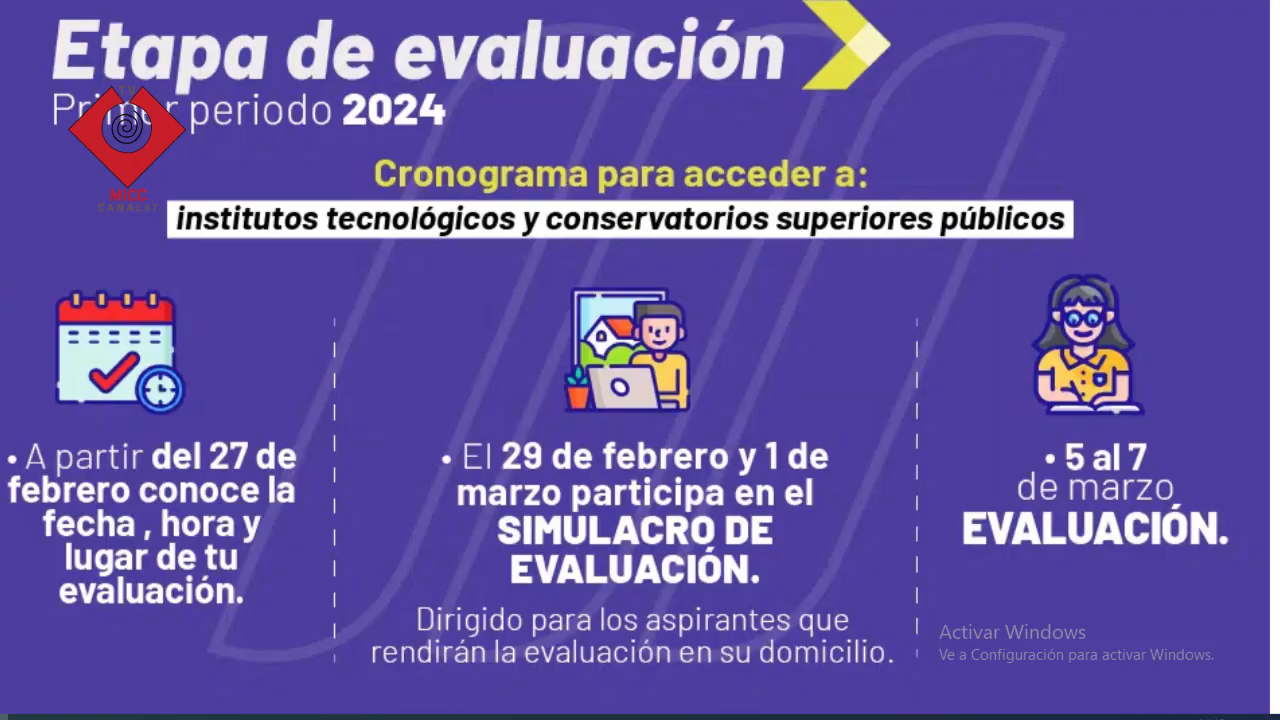 Etapa de evaluación
Primer periodo 2024
TV
MICC
CANAL47
Cronograma para acceder a:
institutos tecnológicos y conservatorios superiores públicos
• A partir del 27 de
febrero conoce la
fecha , hora y
lugar de tu
evaluación.
• El 29 de febrero y 1 de
marzo participa en el
SIMULACRO DE
EVALUACIÓN.
Dirigido para los aspirantes que
rendirán la evaluación en su domicilio.
• 5 al 7
de marzo
EVALUACIÓN.
Activar Windows
Ve a Configuración para activar Windows.